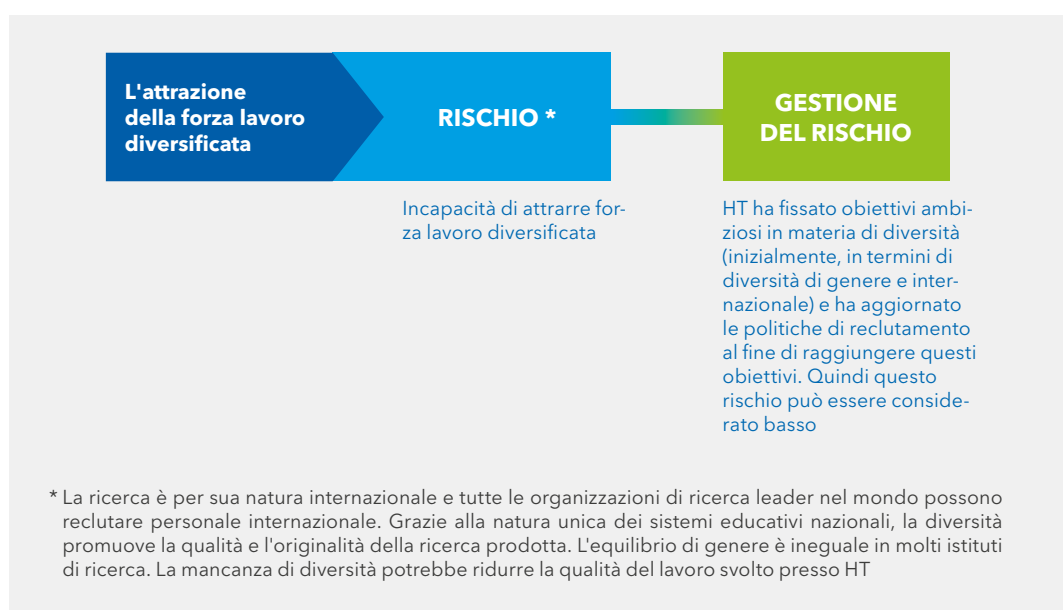 L'attrazione
della forza lavoro
diversificata
RISCHIO *
GESTIONE
DEL RISCHIO
Incapacità di attrarre for-
za lavoro diversificata
HT ha fissato obiettivi ambi-
ziosi in materia di diversità
(inizialmente, in termini di
diversità di genere e inter-
nazionale) e ha aggiornato
le politiche di reclutamento
al fine di raggiungere questi
obiettivi. Quindi questo
rischio può essere conside-
rato basso
* La ricerca è per sua natura internazionale e tutte le organizzazioni di ricerca leader nel mondo possono
reclutare personale internazionale. Grazie alla natura unica dei sistemi educativi nazionali, la diversità
promuove la qualità e l'originalità della ricerca prodotta. L'equilibrio di genere è ineguale in molti istituti
di ricerca. La mancanza di diversità potrebbe ridurre la qualità del lavoro svolto presso HT